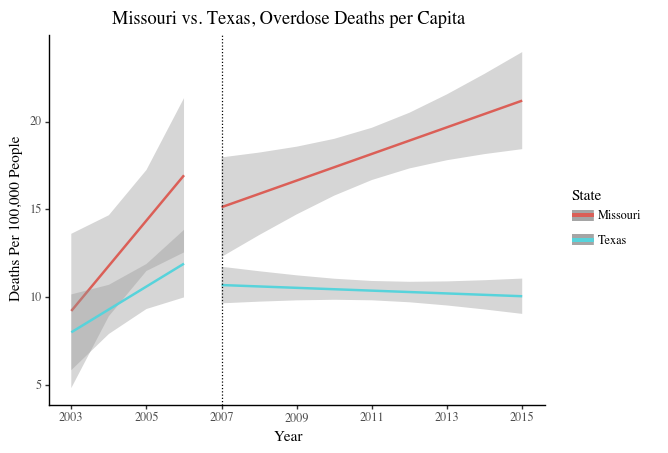 Missouri vs. Texas, Overdose Deaths per Capita
Deaths Per 100,000 People
20
15
10
5
2003 2005 2007 2009 2011 2013 2015
Year
State
Missouri
Texas